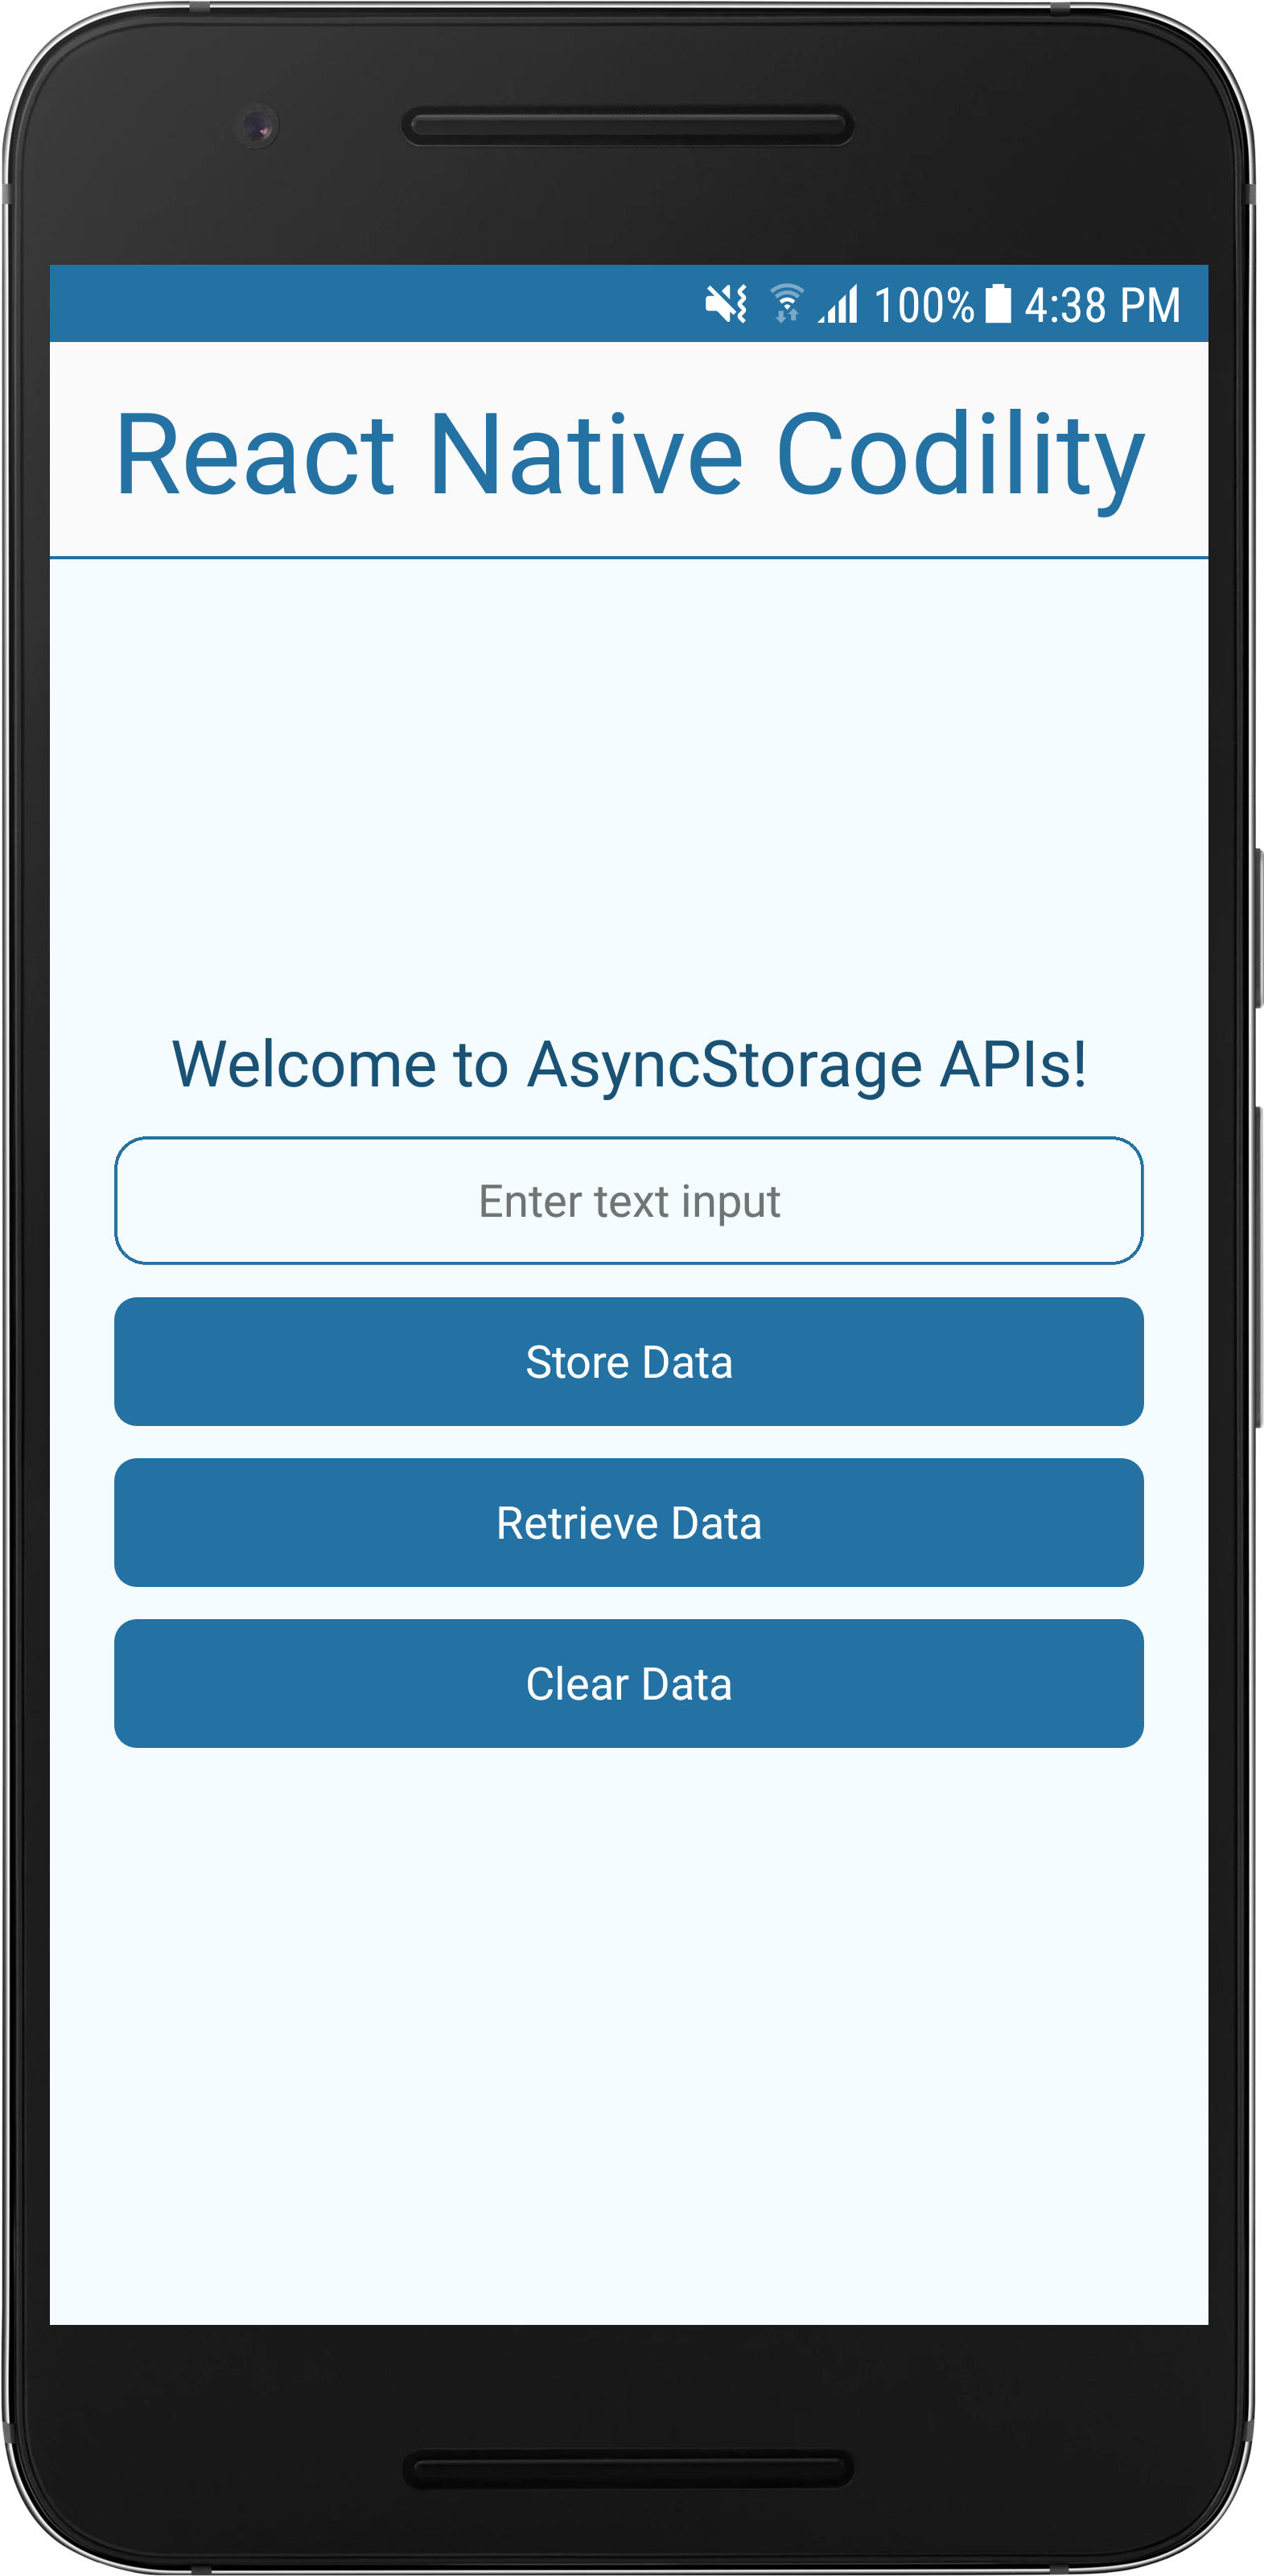 100% 4:38 PM
React Native Codility
Welcome to AsyncStorage APIs!
Enter text input
Store Data
Retrieve Data
Clear Data